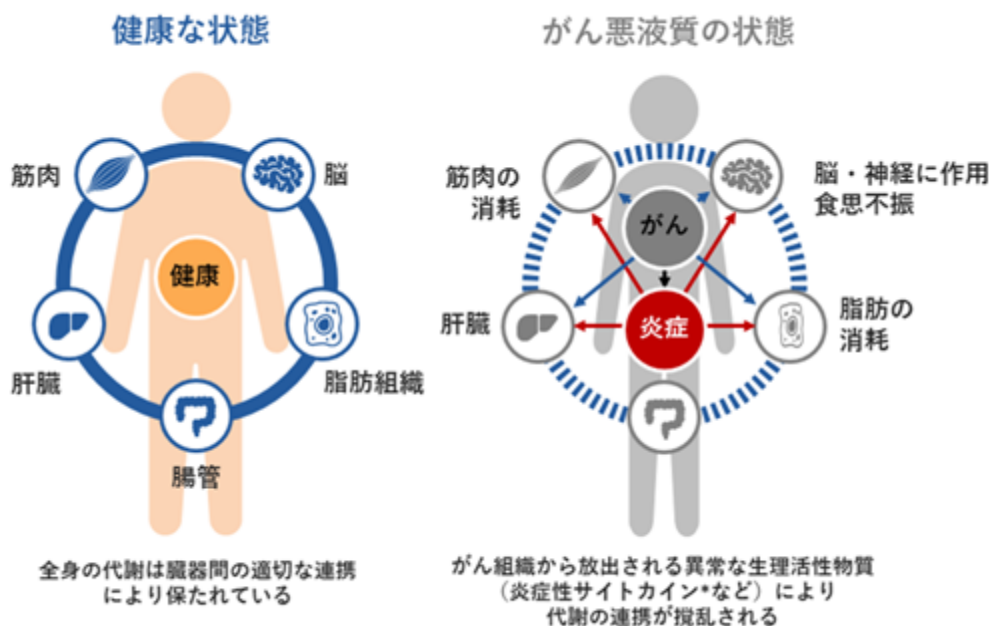 健康な状態
筋肉
脳
健康
肝臓
脂肪組織
腸管
全身の代謝は臓器間の適切な連携
により保たれている
がん悪液質の状態
筋肉の
消耗
脳・神経に作用
食思不振
がん
肝臓
炎症
脂肪の
消耗
がん組織から放出される異常な生理活性物質
（炎症性サイトカイン*など）により
代謝の連携が撹乱される